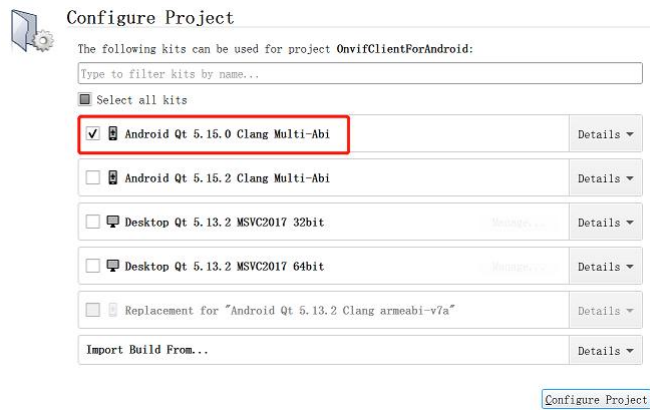 Configure Project
The following kits can be used for project OnvifClientForAndroid:
Type to filter kits by name...
Select all kits
Android Qt 5.15.0 Clang Multi-Abi Details
Android Qt 5.15.2 Clang Multi-Abi Details
Desktop Qt 5.13.2 MSVC2017 32bit Manage... Details
Desktop Qt 5.13.2 MSVC2017 64bit Manage... Details
Replacement for "Android Qt 5.13.2 Clang armeabi-v7a" Details
Import Build From... Details
Configure Project